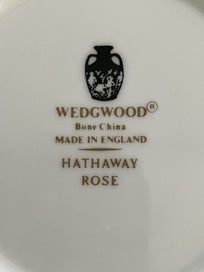 WEDGWOOD®
Bone China
MADE IN ENGLAND
HATHAWAY
ROSE